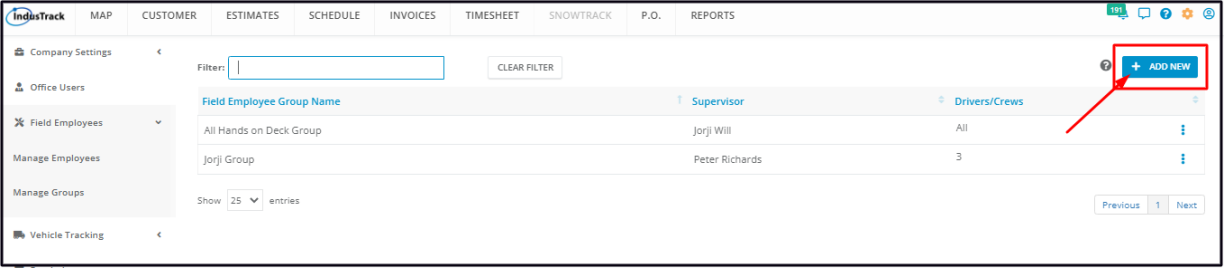 IndusTrack MAP CUSTOMER ESTIMATES SCHEDULE INVOICES TIMESHEET SNOWTRACK P.O. REPORTS 191
Company Settings
Office Users
Field Employees
Manage Employees
Manage Groups
Vehicle Tracking
Filter: CLEAR FILTER ? + ADD NEW
Field Employee Group Name Supervisor Drivers/Crews
All Hands on Deck Group Jorji Will All
Jorji Group Peter Richards 3
Show 25 entries
Previous 1 Next